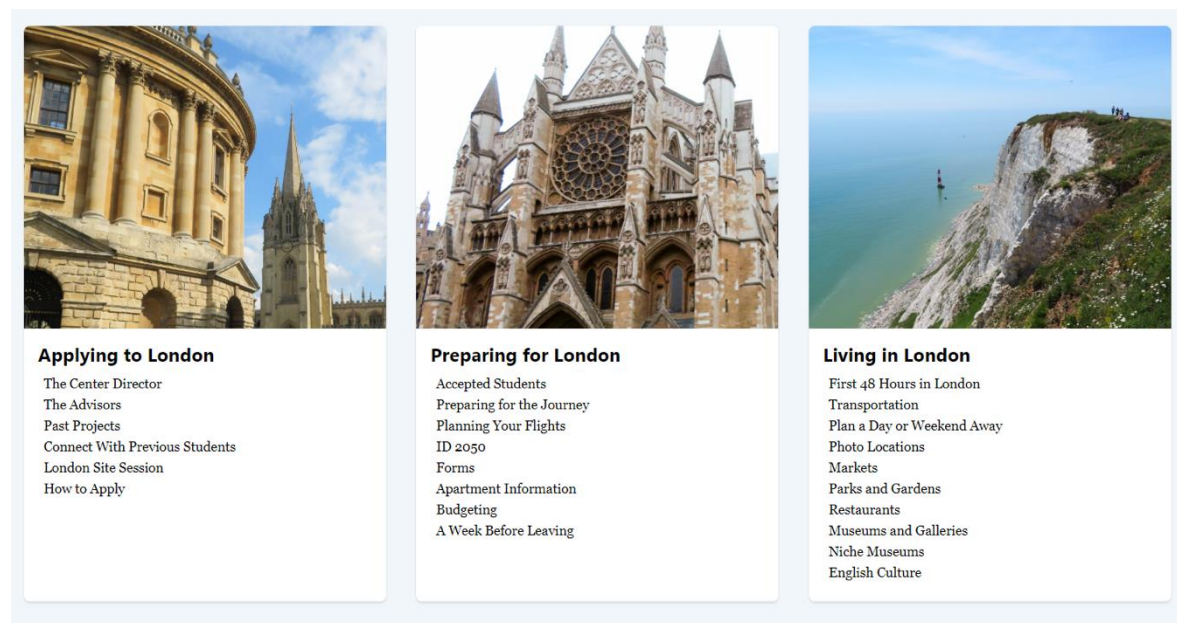 Applying to London
The Center Director
The Advisors
Past Projects
Connect With Previous Students
London Site Session
How to Apply
Preparing for London
Accepted Students
Preparing for the Journey
Planning Your Flights
ID 2050
Forms
Apartment Information
Budgeting
A Week Before Leaving
Living in London
First 48 Hours in London
Transportation
Plan a Day or Weekend Away
Photo Locations
Markets
Parks and Gardens
Restaurants
Museums and Galleries
Niche Museums
English Culture